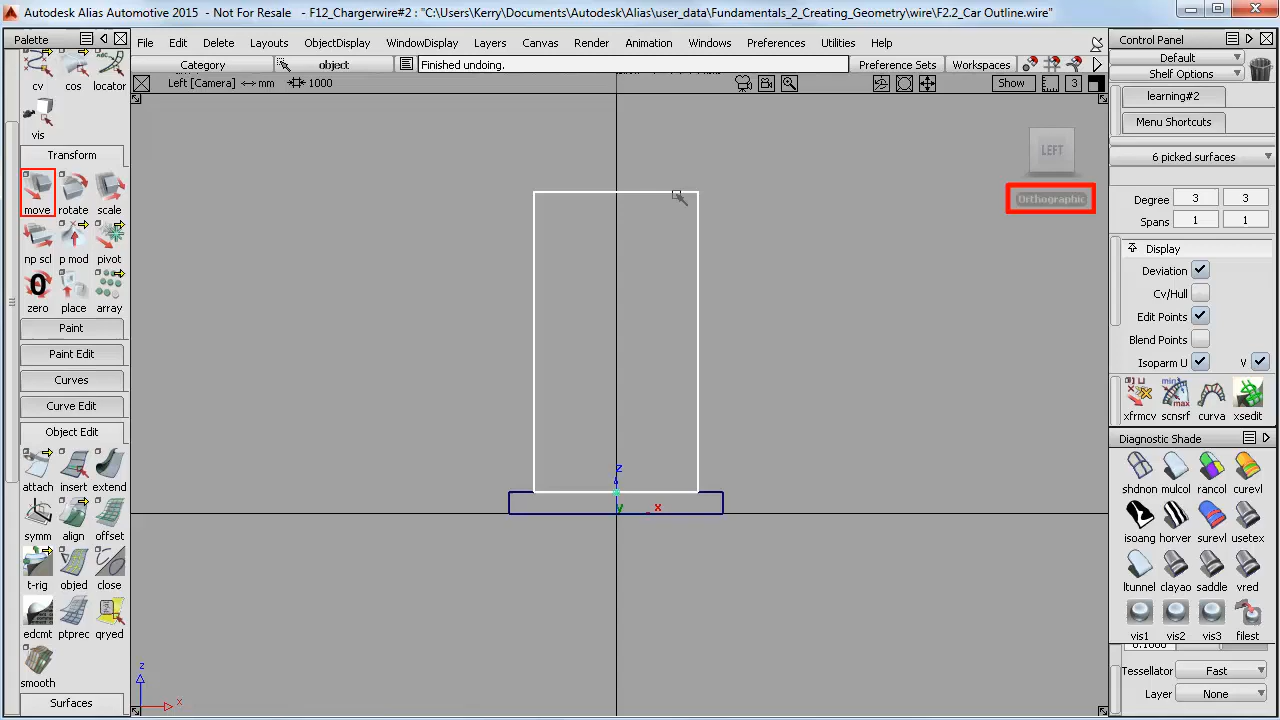 Autodesk Alias Automotive 2015 - Not For Resale - F12_Chargerwire#2 : "C:\Users\Kerry\Documents\Autodesk\Alias\user_data\Fundamentals_2_Creating_Geometry\wire\F2.2_Car Outline.wire"
Palette
File Edit Delete Layouts ObjectDisplay WindowDisplay Layers Canvas Render Animation Windows Preferences Utilities Help
Category object Finished undoing. Preference Sets Workspaces
Left [Camera] <-> mm 1000 Show 3
cv cos locator
vis
Transform
move rotate scale
np scl p mod pivot
zero place array
Paint
Paint Edit
Curves
Curve Edit
Object Edit
attach insert extend
symm align offset
t-rig objed close
edcmt ptprec qryed
smooth
Surfaces
LEFT
Orthographic
z
y x
z
x
Control Panel
Default
Shelf Options
learning#2
Menu Shortcuts
6 picked surfaces
Degree 3 3
Spans 1 1
Display
Deviation
Cv/Hull
Edit Points
Blend Points
Isoparm U V
xfrmcv scnsrf curva xsedit
Diagnostic Shade
shdnon mulcol rancol curevl
isoang horver surevl usetex
ltunnel clayao saddle vred
vis1 vis2 vis3 filest
Tessellator Fast
Layer None